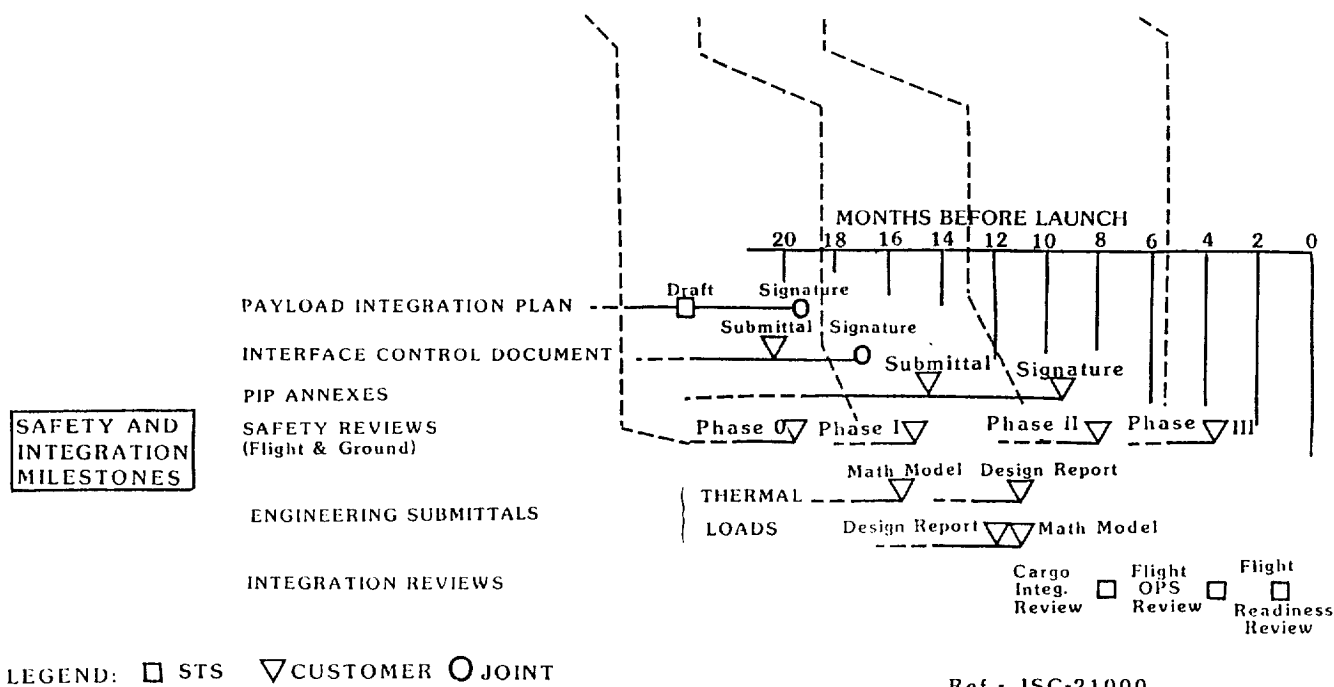 MONTHS BEFORE LAUNCH
20 18 16 14 12 10 8 6 4 2 0
Draft Signature
PAYLOAD INTEGRATION PLAN
Submittal Signature
INTERFACE CONTROL DOCUMENT
Submittal Signature
PIP ANNEXES
SAFETY AND
INTEGRATION
MILESTONES
SAFETY REVIEWS
(Flight & Ground)
Phase 0 Phase I Phase II Phase III
Math Model Design Report
THERMAL
ENGINEERING SUBMITTALS
LOADS
Design Report Math Model
INTEGRATION REVIEWS
Cargo
Integ.
Review
Flight
OPS
Review
Flight
Readiness
Review
LEGEND: STS CUSTOMER JOINT
Ref - JSC-21000